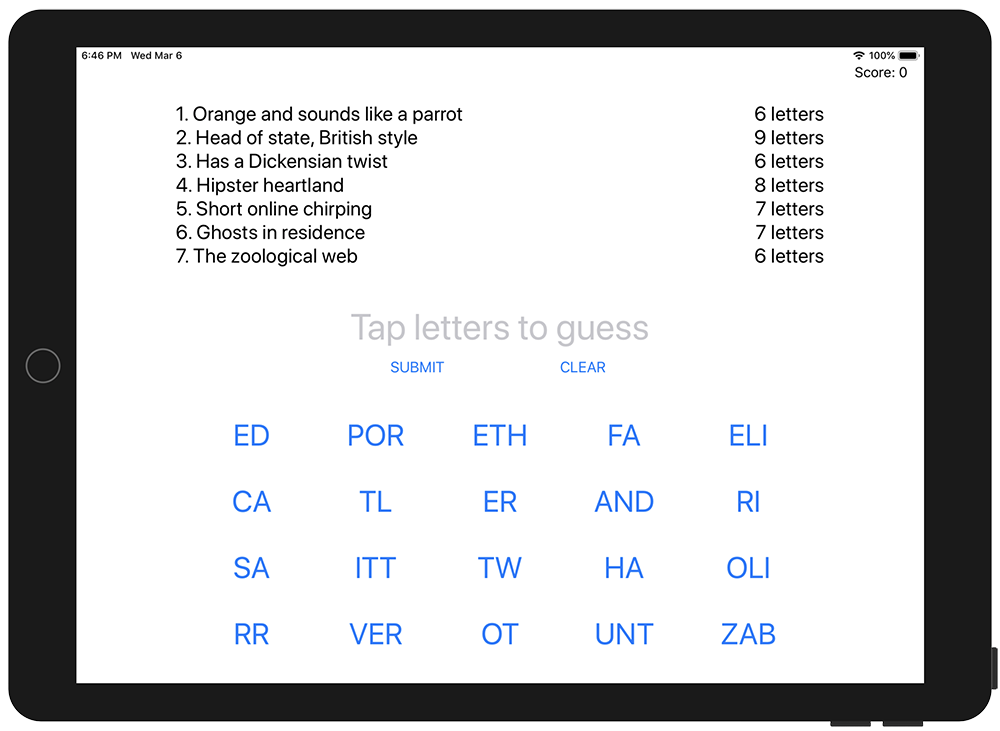 6:46 PM Wed Mar 6 100%
Score: 0
1. Orange and sounds like a parrot 6 letters
2. Head of state, British style 9 letters
3. Has a Dickensian twist 6 letters
4. Hipster heartland 8 letters
5. Short online chirping 7 letters
6. Ghosts in residence 7 letters
7. The zoological web 6 letters
Tap letters to guess
SUBMIT CLEAR
ED POR ETH FA ELI
CA TL ER AND RI
SA ITT TW HA OLI
RR VER OT UNT ZAB